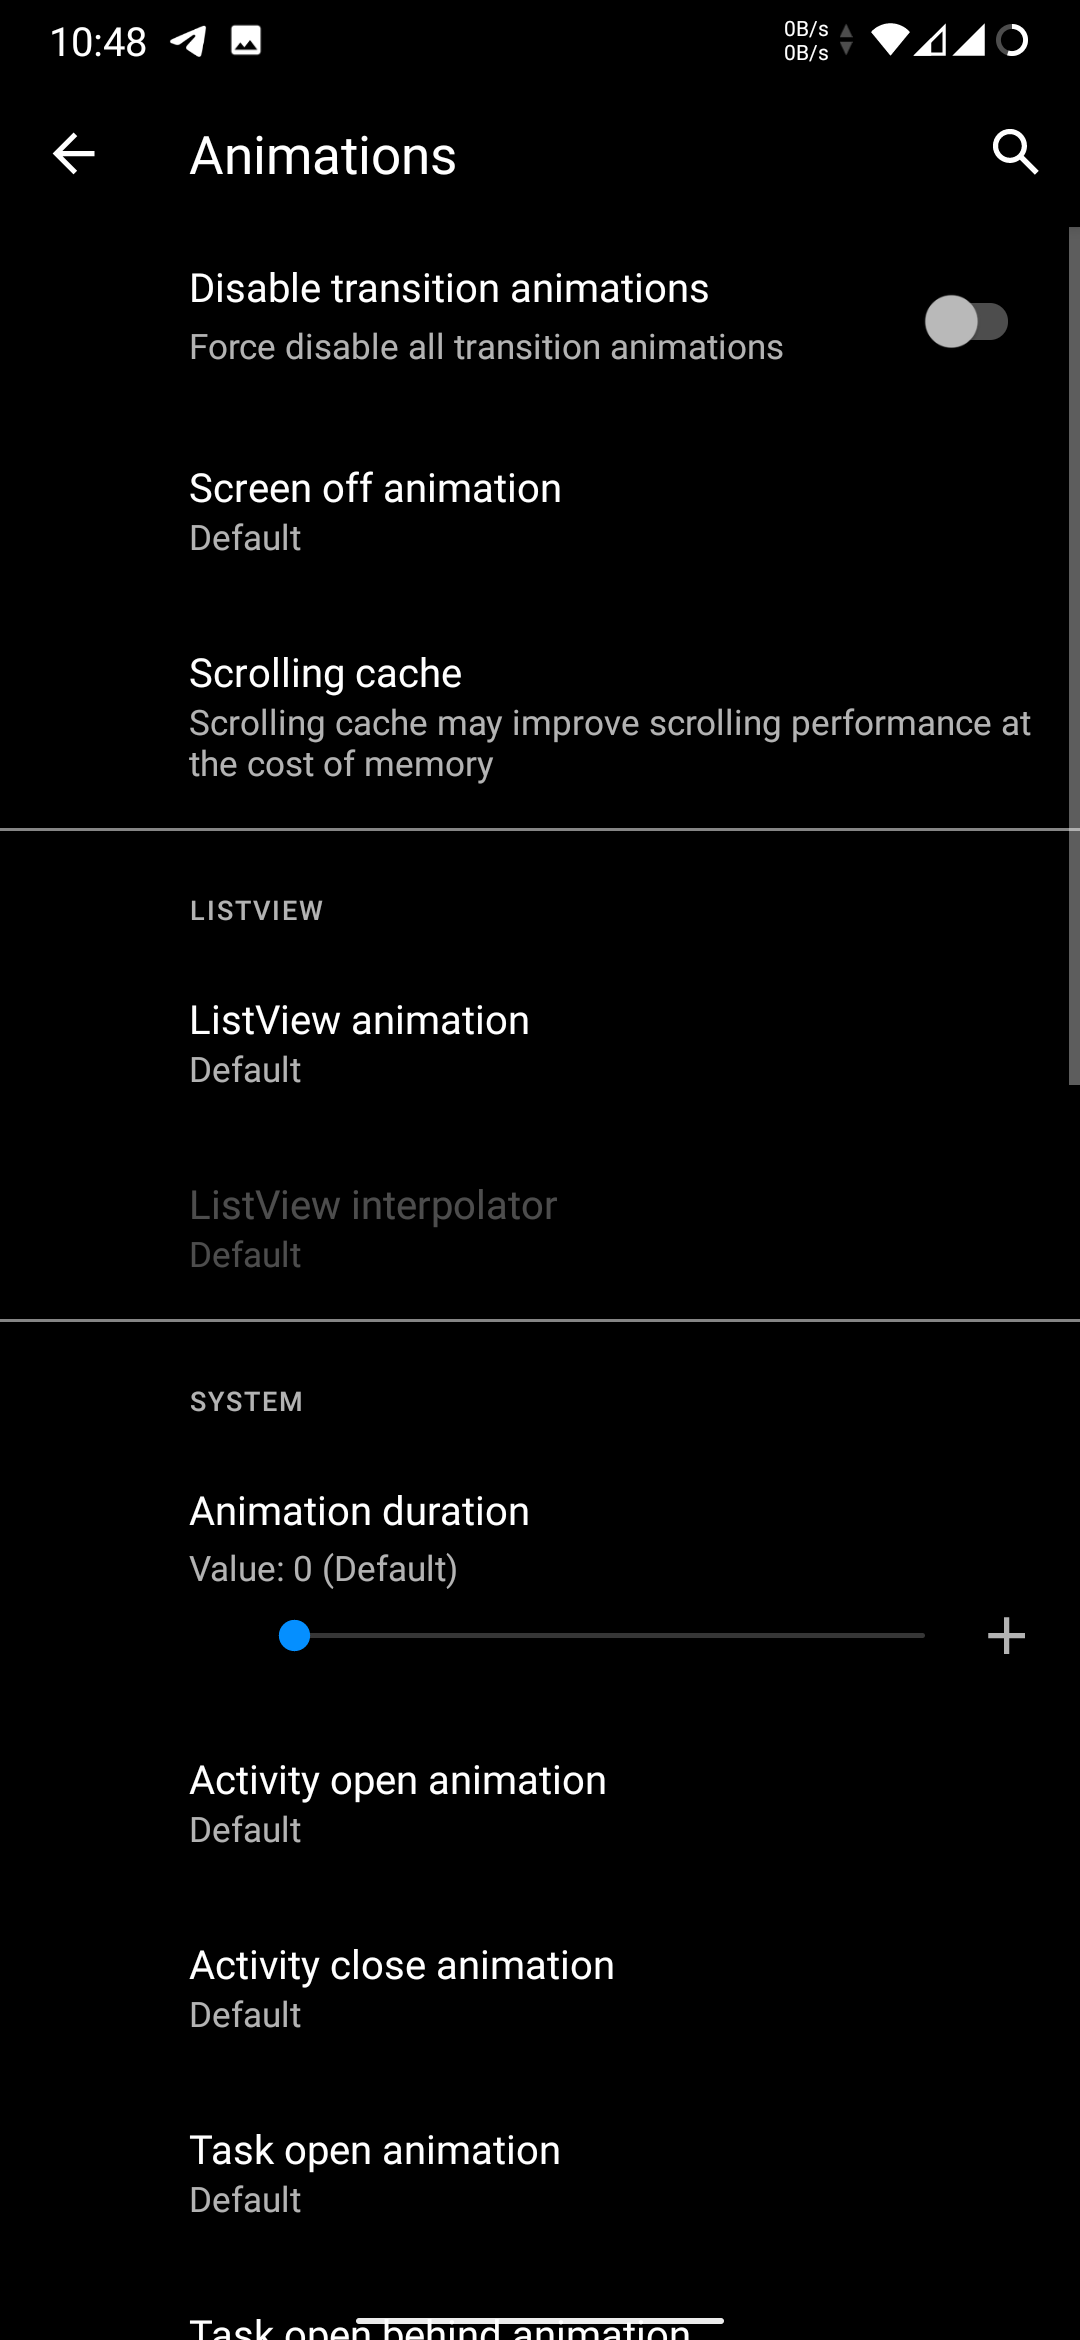 10:48
0B/s
0B/s
Animations
Disable transition animations
Force disable all transition animations
Screen off animation
Default
Scrolling cache
Scrolling cache may improve scrolling performance at
the cost of memory
LISTVIEW
ListView animation
Default
ListView interpolator
Default
SYSTEM
Animation duration
Value: 0 (Default)
Activity open animation
Default
Activity close animation
Default
Task open animation
Default
Task open behind animation